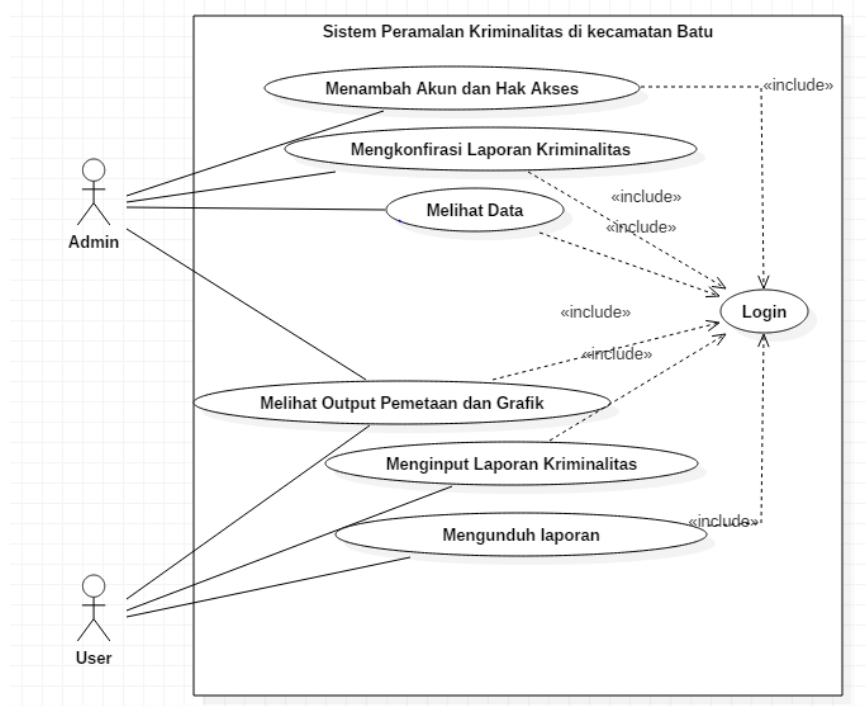 Sistem Peramalan Kriminalitas di kecamatan Batu
Menambah Akun dan Hak Akses
«include»
Mengkonfirasi Laporan Kriminalitas
«include»
Melihat Data
«include»
Admin
Login
«include»
«include»
Melihat Output Pemetaan dan Grafik
Menginput Laporan Kriminalitas
«include»
Mengunduh laporan
User